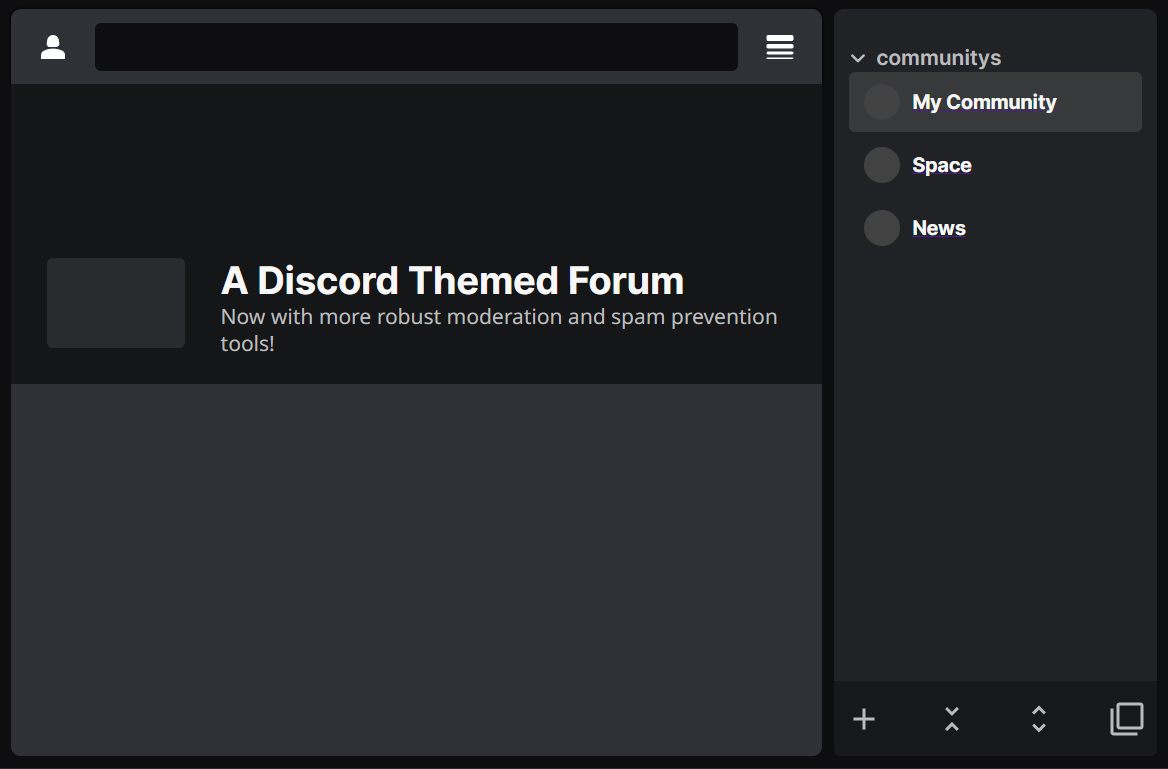 A Discord Themed Forum
Now with more robust moderation and spam prevention
tools!
communitys
My Community
Space
News